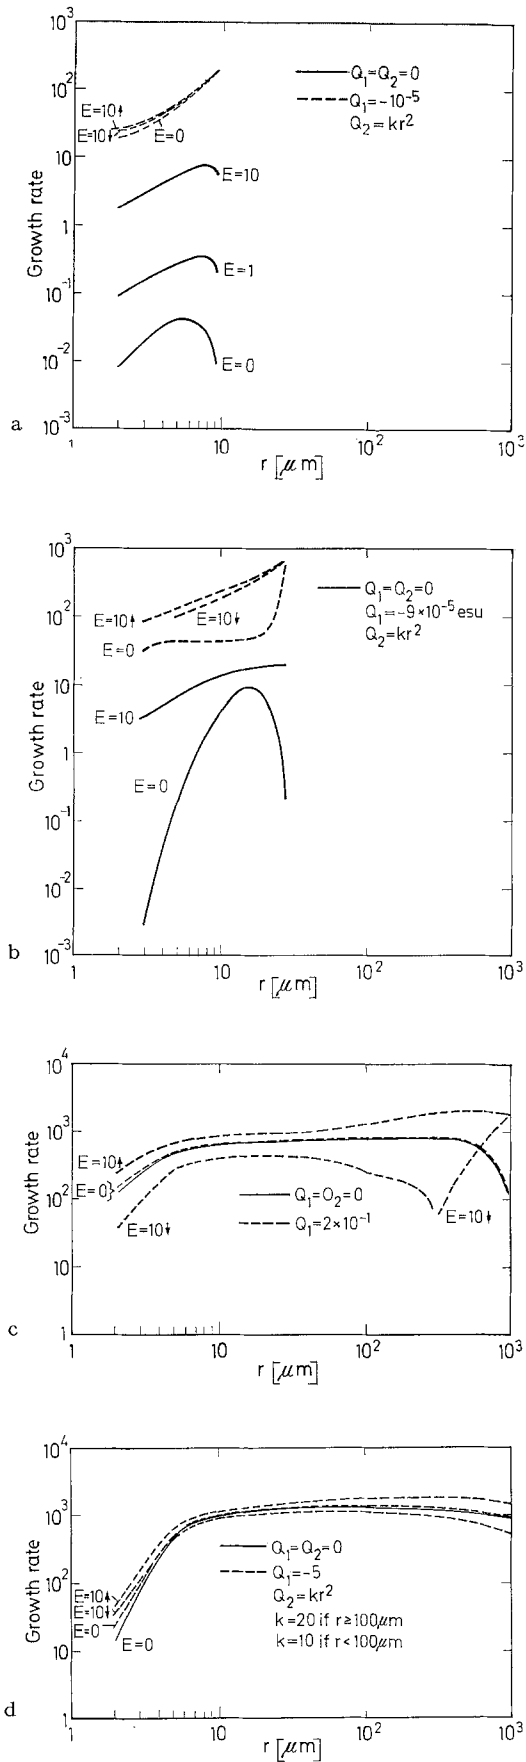 10³
10²
10
1
10⁻¹
10⁻²
10⁻³
Growth rate
E=10↑
E=10↓
E=0
E=10
E=1
E=0
Q₁=Q₂=0
Q₁=−10⁻⁵
Q₂=kr²
1
10
10²
10³
r [μm]
a
10³
10²
10
1
10⁻¹
10⁻²
10⁻³
Growth rate
E=10↑
E=10↓
E=0
E=10
E=0
Q₁=Q₂=0
Q₁=−9×10⁻⁵ esu
Q₂=kr²
1
10
10²
10³
r [μm]
b
10⁴
10³
10²
10
1
Growth rate
E=10↑
E=0}
E=10↓
E=10↓
Q₁=O₂=0
Q₁=2×10⁻¹
1
10
10²
10³
r [μm]
c
10⁴
10³
10²
10
1
Growth rate
E=10↑
E=10↓
E=0
E=0
Q₁=Q₂=0
Q₁=−5
Q₂=kr²
k=20 if r≥100μm
k=10 if r<100μm
1
10
10²
10³
r [μm]
d